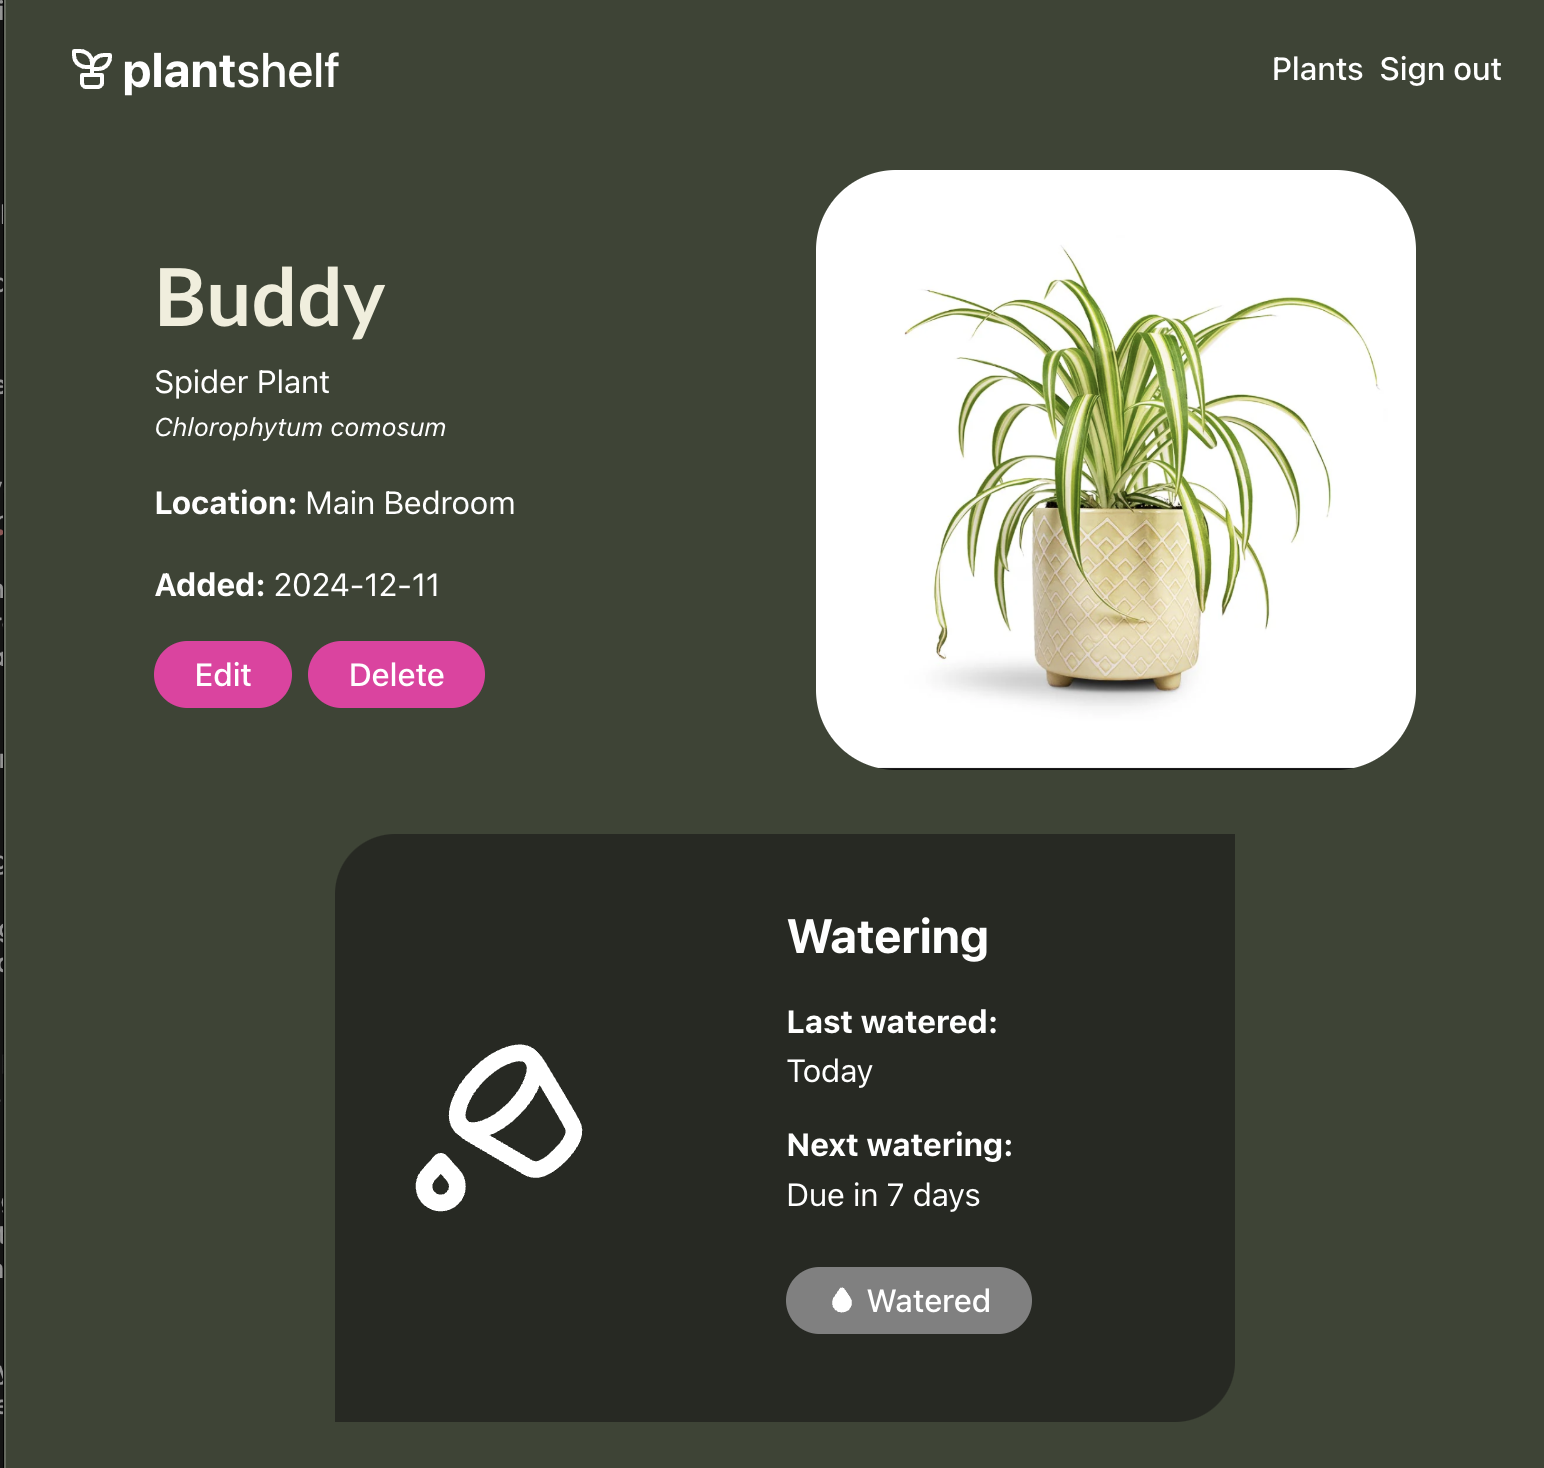 plantshelf
Plants Sign out
Buddy
Spider Plant
Chlorophytum comosum
Location: Main Bedroom
Added: 2024-12-11
Edit Delete
Watering
Last watered:
Today
Next watering:
Due in 7 days
Watered